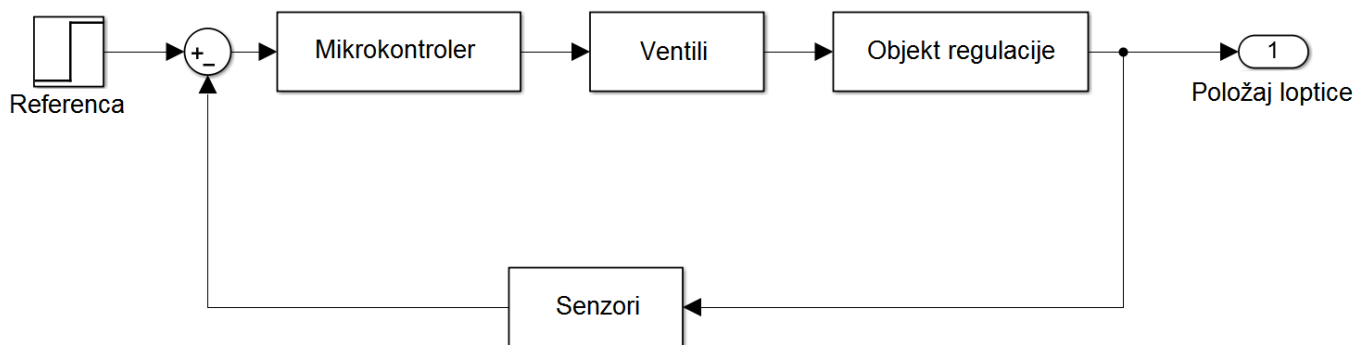 Referenca
+
−
Mikrokontroler
Ventili
Objekt regulacije
1
Položaj loptice
Senzori